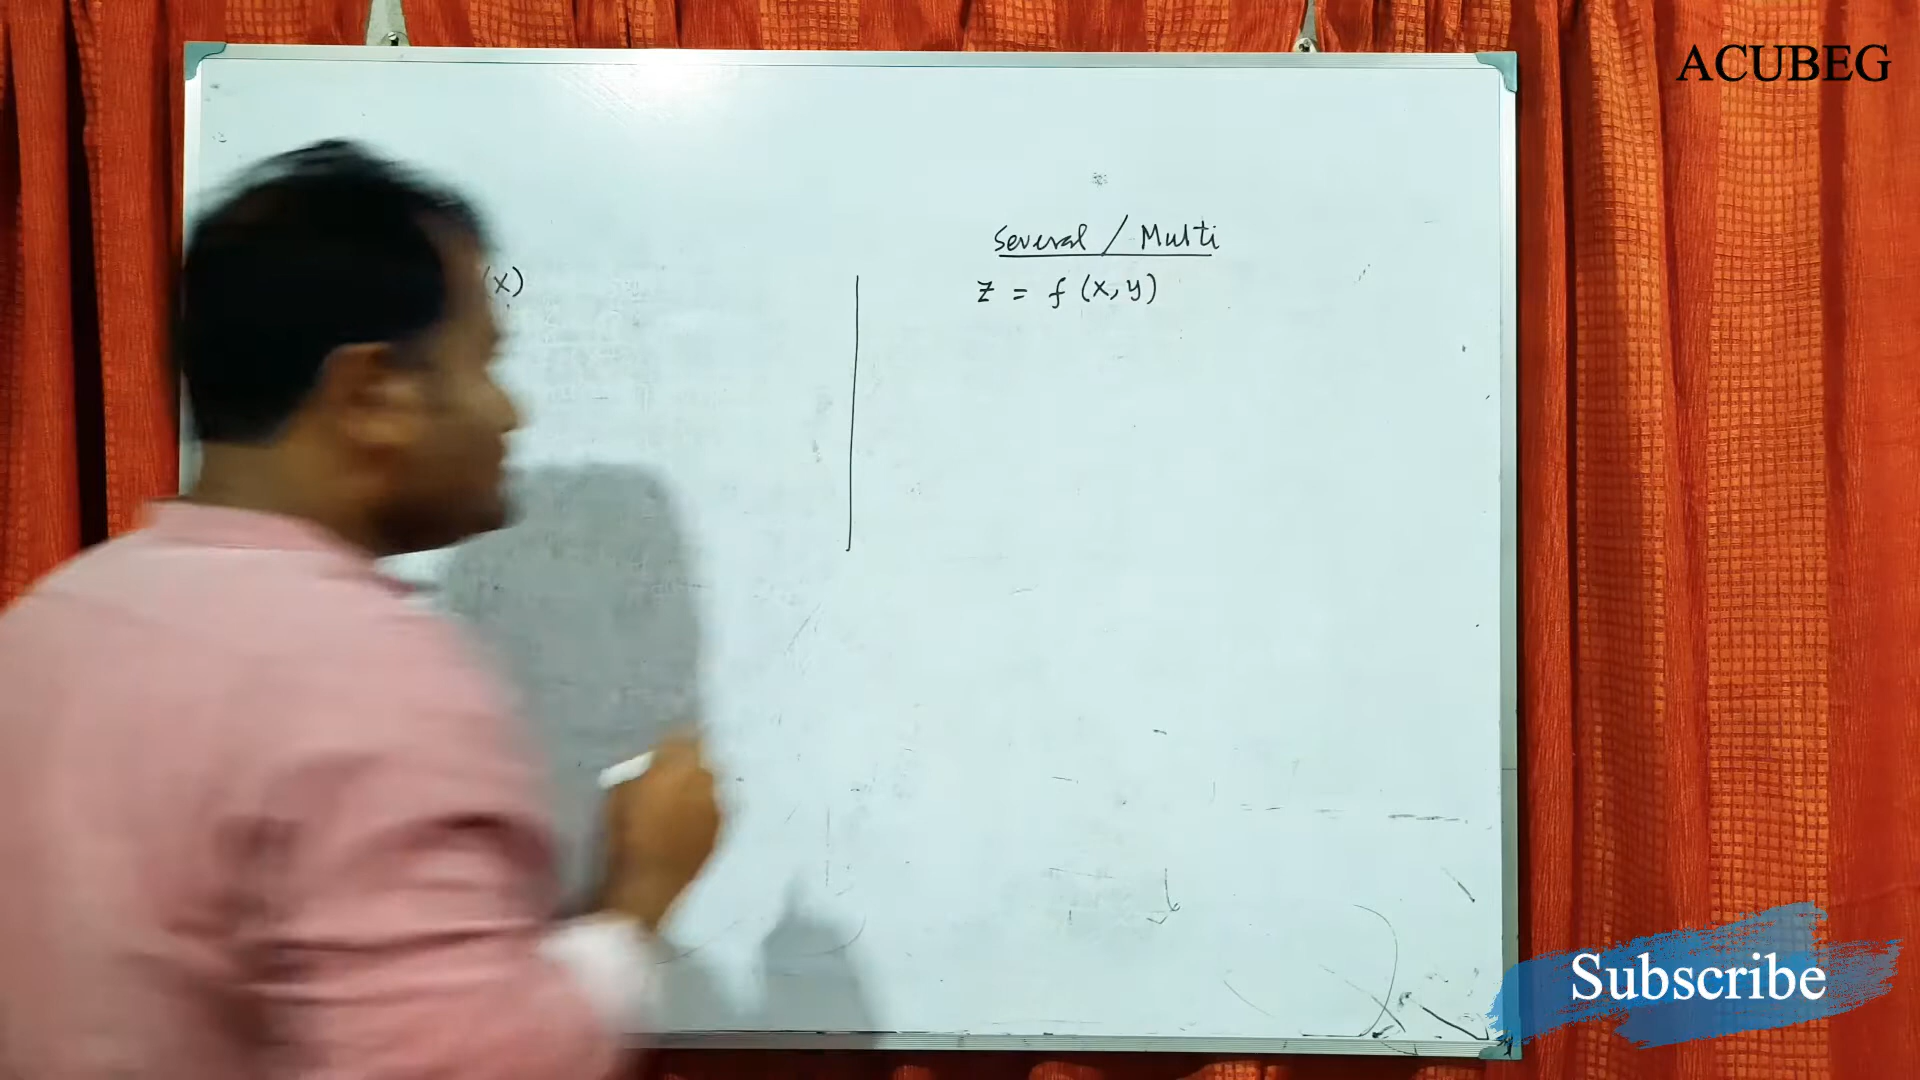 ACUBEG
Several / Multi
(x)
z = f (x, y)
Subscribe